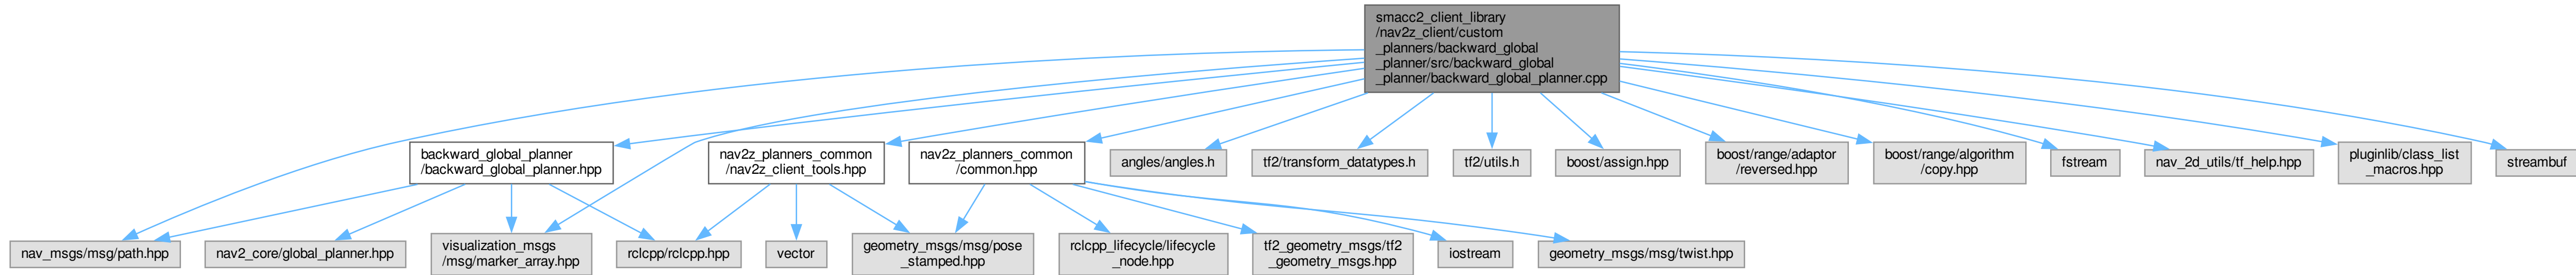 smacc2_client_library
/nav2z_client/custom
_planners/backward_global
_planner/src/backward_global
_planner/backward_global_planner.cpp
backward_global_planner
/backward_global_planner.hpp
nav2z_planners_common
/nav2z_client_tools.hpp
nav2z_planners_common
/common.hpp
angles/angles.h
tf2/transform_datatypes.h
tf2/utils.h
boost/assign.hpp
boost/range/adaptor
/reversed.hpp
boost/range/algorithm
/copy.hpp
fstream
nav_2d_utils/tf_help.hpp
pluginlib/class_list
_macros.hpp
streambuf
nav_msgs/msg/path.hpp
nav2_core/global_planner.hpp
visualization_msgs
/msg/marker_array.hpp
rclcpp/rclcpp.hpp
vector
geometry_msgs/msg/pose
_stamped.hpp
rclcpp_lifecycle/lifecycle
_node.hpp
tf2_geometry_msgs/tf2
_geometry_msgs.hpp
iostream
geometry_msgs/msg/twist.hpp